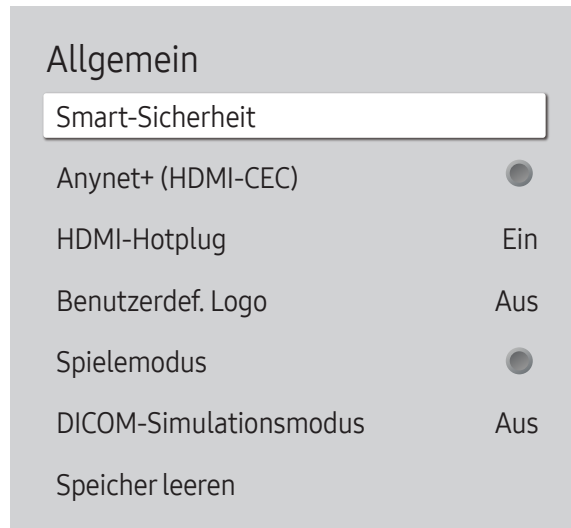 Allgemein
Smart-Sicherheit
Anynet+ (HDMI-CEC)
HDMI-Hotplug Ein
Benutzerdef. Logo Aus
Spielemodus
DICOM-Simulationsmodus Aus
Speicher leeren